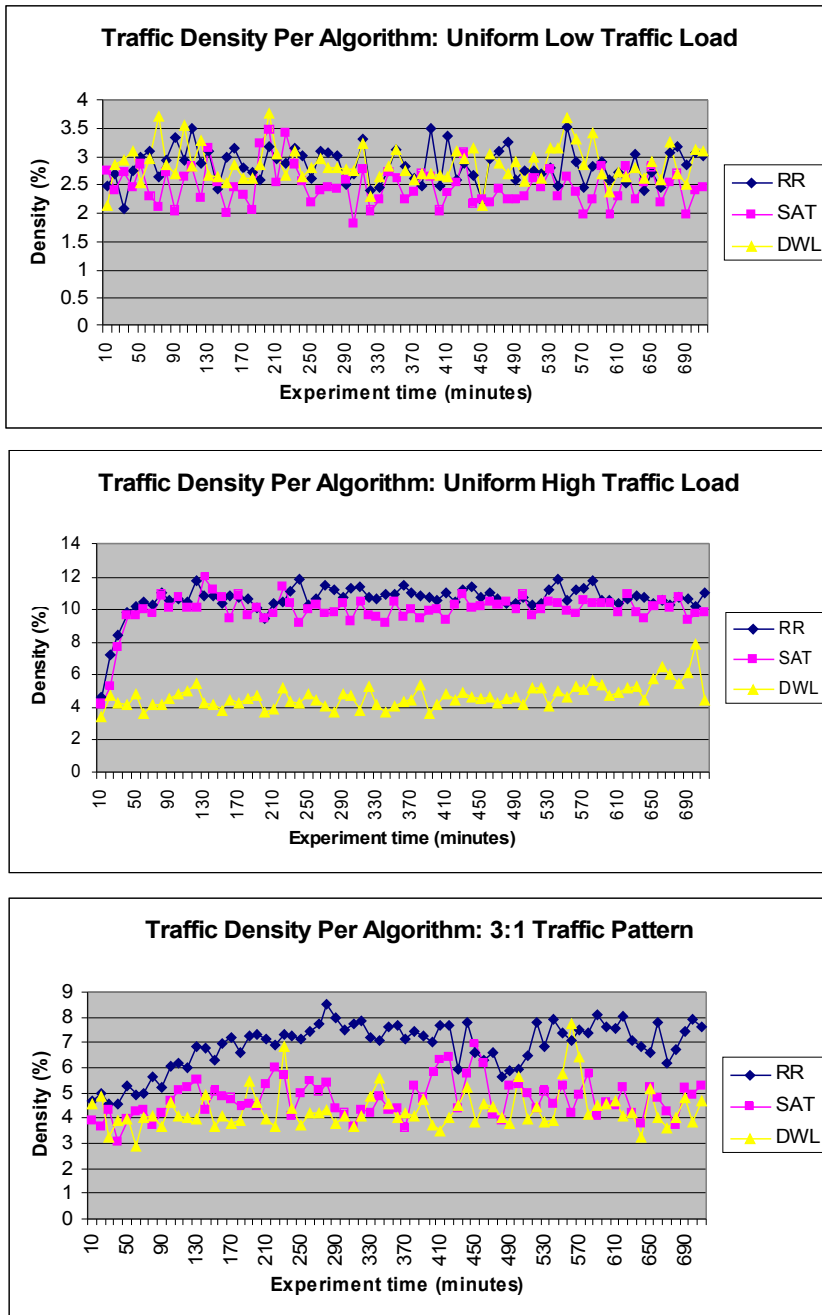 Traffic Density Per Algorithm: Uniform Low Traffic Load
Density (%)
4
3.5
3
2.5
2
1.5
1
0.5
0
10 50 90 130 170 210 250 290 330 370 410 450 490 530 570 610 650 690
Experiment time (minutes)
RR
SAT
DWL
Traffic Density Per Algorithm: Uniform High Traffic Load
Density (%)
14
12
10
8
6
4
2
0
10 50 90 130 170 210 250 290 330 370 410 450 490 530 570 610 650 690
Experiment time (minutes)
RR
SAT
DWL
Traffic Density Per Algorithm: 3:1 Traffic Pattern
Density (%)
9
8
7
6
5
4
3
2
1
0
10 50 90 130 170 210 250 290 330 370 410 450 490 530 570 610 650 690
Experiment time (minutes)
RR
SAT
DWL